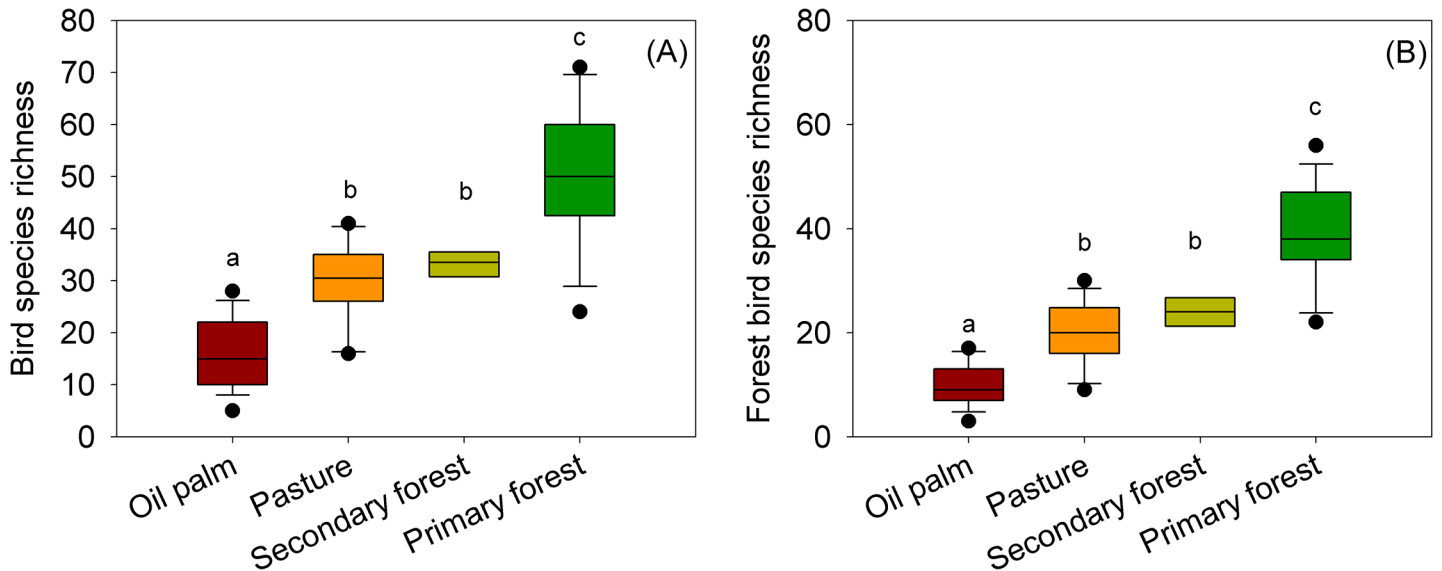 Bird species richness
80
70
60
50
40
30
20
10
0
(A)
a
b
b
c
Oil palm
Pasture
Secondary forest
Primary forest
Forest bird species richness
80
60
40
20
0
(B)
a
b
b
c
Oil palm
Pasture
Secondary forest
Primary forest